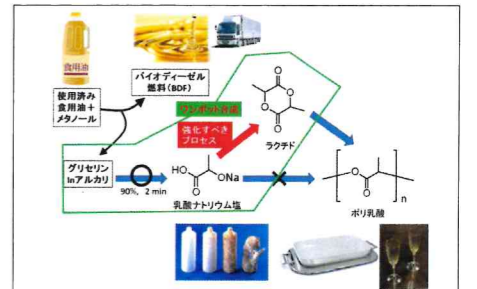 食用油
使用済み
食用油＋
メタノール
バイオディーゼル
燃料（BDF）
ワンポット合成
強化すべき
プロセス
O
O
O
O
ラクチド
グリセリン
Inアルカリ
90%, 2 min
HO
ONa
O
乳酸ナトリウム塩
O
O
n
ポリ乳酸